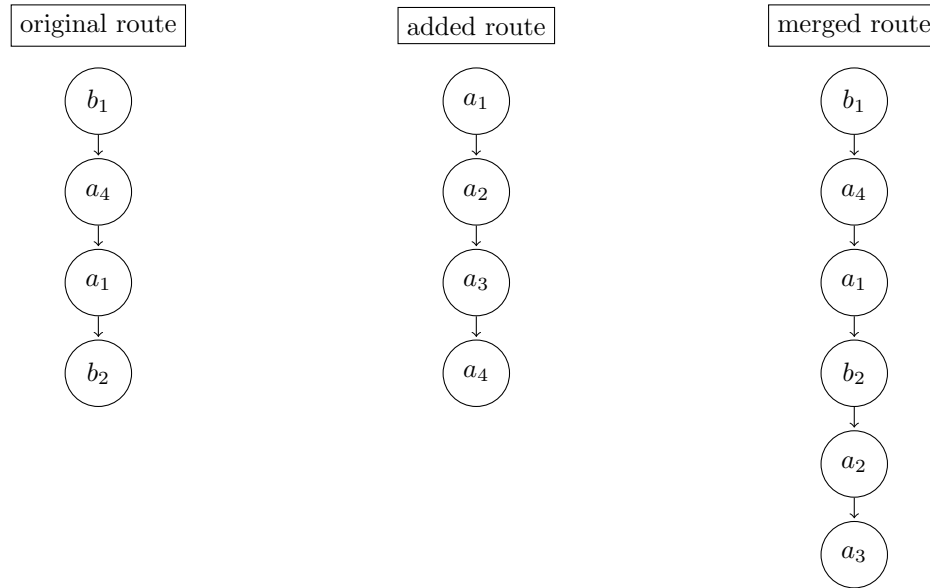 original route
added route
merged route
b₁
a₁
b₁
a₄
a₂
a₄
a₁
a₃
a₁
b₂
a₄
b₂
a₂
a₃